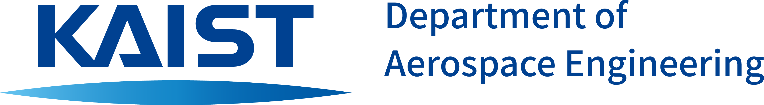 KAIST
Department of
Aerospace Engineering